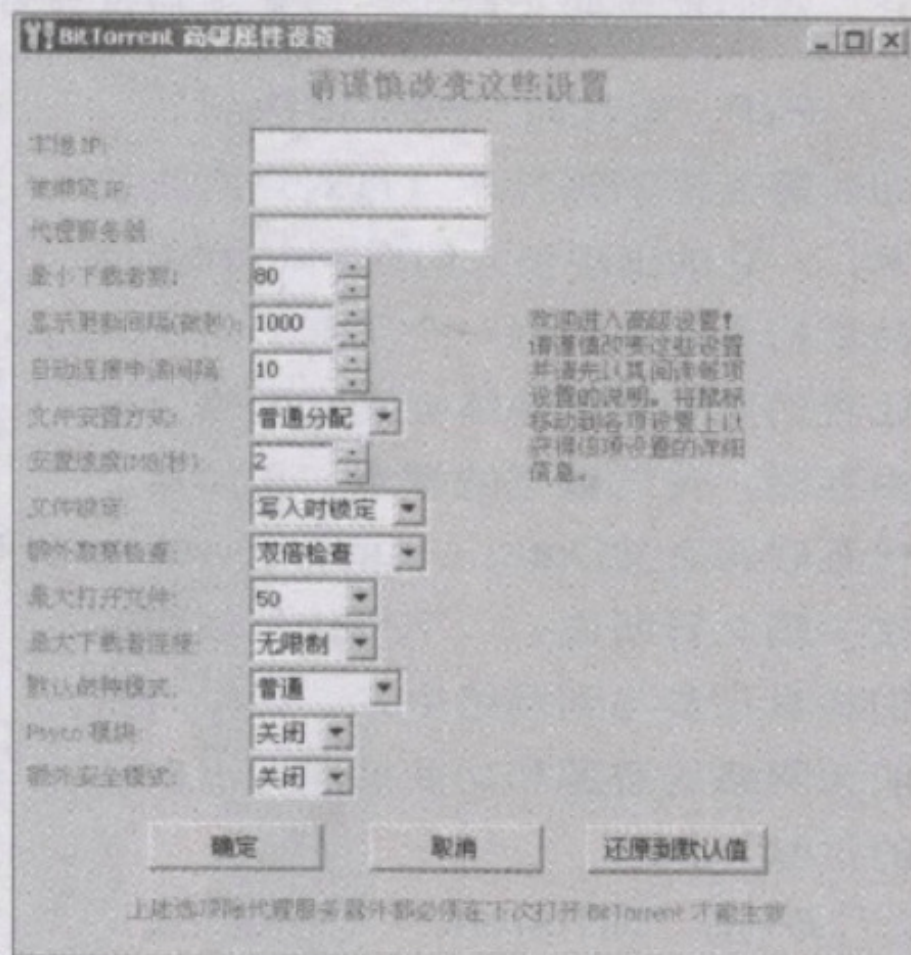 BitTorrent 高级属性设置
请谨慎改变这些设置
本地 IP:
被绑定 IP:
代理服务器
最小下载者数: 80
显示更新间隔(微秒): 1000
自动连接申请间隔 10
文件安置方式: 普通分配
安置速度(MB/秒): 2
文件锁定: 写入时锁定
额外数据检查: 双倍检查
最大打开文件: 50
最大下载者连接: 无限制
默认做种模式: 普通
Psyco 模块: 关闭
额外安全模式: 关闭
欢迎进入高级设置!
请谨慎改变这些设置
并请先认真阅读每项
设置的说明。将鼠标
移动到各项设置上以
获得该项设置的详细
信息。
确定 取消 还原到默认值
上述选项除代理服务器外都必须在下次打开 BitTorrent 才能生效